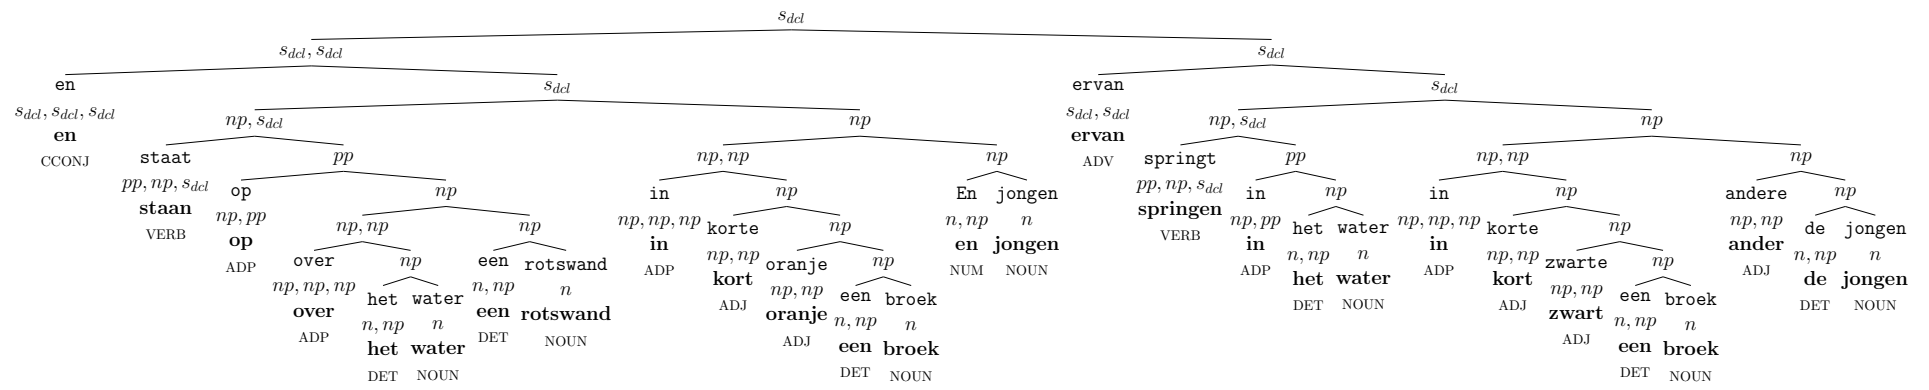 s_dcl
s_dcl, s_dcl s_dcl
en s_dcl ervan s_dcl
s_dcl, s_dcl, s_dcl np, s_dcl np s_dcl, s_dcl np, s_dcl np
en ervan
CCONJ staat pp np, np np ADV springt pp np, np np
pp, np, s_dcl op np in np En jongen pp, np, s_dcl in np in np andere np
staan np, pp np, np np np, np, np korte np n, np n springen np, pp het water np, np, np korte np np, np de jongen
VERB op in np, np en jongen VERB in n, np n in np, np ander n, np n
ADP over np een rotswand ADP kort oranje np NUM NOUN ADP het water ADP kort zwarte np ADJ de jongen
np, np, np het water n, np n ADJ np, np een broek DET NOUN ADJ np, np een broek DET NOUN
over n, np n een rotswand oranje n, np n zwart n, np n
ADP het water DET NOUN ADJ een broek ADJ een broek
DET NOUN DET NOUN DET NOUN